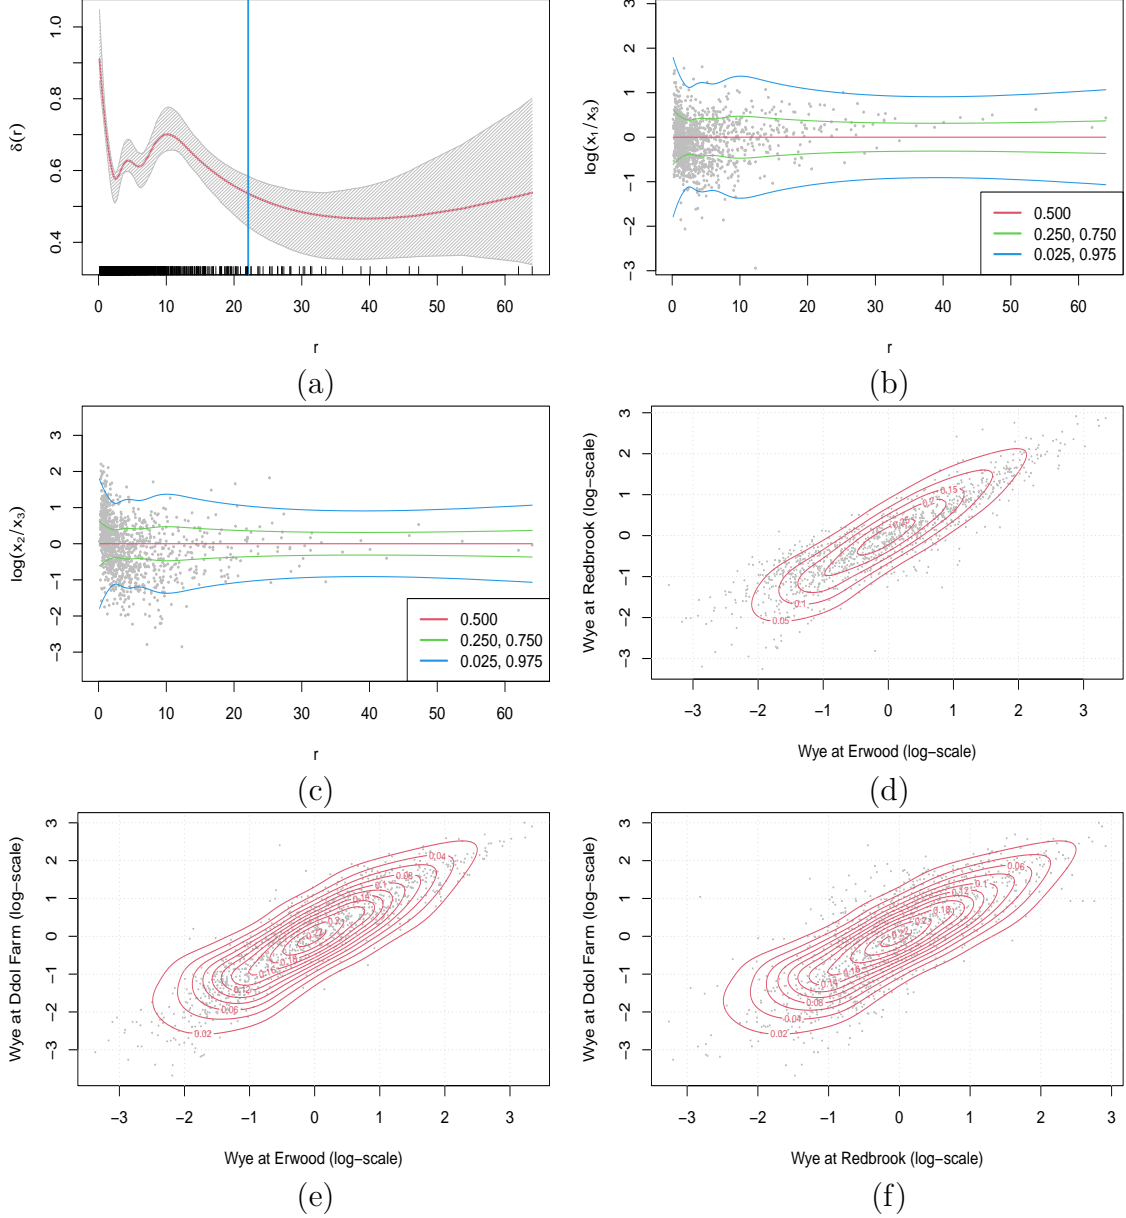 δ(r)
0.4 0.5 0.6 0.7 0.8 1.0
0 10 20 30 40 50 60
r
(a)
log(x₁/x₃)
−3 −2 −1 0 1 2 3
0.500
0.250, 0.750
0.025, 0.975
0 10 20 30 40 50 60
r
(b)
log(x₂/x₃)
−3 −2 −1 0 1 2 3
0.500
0.250, 0.750
0.025, 0.975
0 10 20 30 40 50 60
r
(c)
Wye at Redbrook (log−scale)
−3 −2 −1 0 1 2 3
0.15
0.2
0.1
0.05
−3 −2 −1 0 1 2 3
Wye at Erwood (log−scale)
(d)
Wye at Ddol Farm (log−scale)
−3 −2 −1 0 1 2 3
0.04
0.08
0.1
0.2
0.16
0.12
0.06
0.02
−3 −2 −1 0 1 2 3
Wye at Erwood (log−scale)
(e)
Wye at Ddol Farm (log−scale)
−3 −2 −1 0 1 2 3
0.06
0.1
0.12
0.2
0.14
0.08
0.04
0.02
−3 −2 −1 0 1 2 3
Wye at Redbrook (log−scale)
(f)